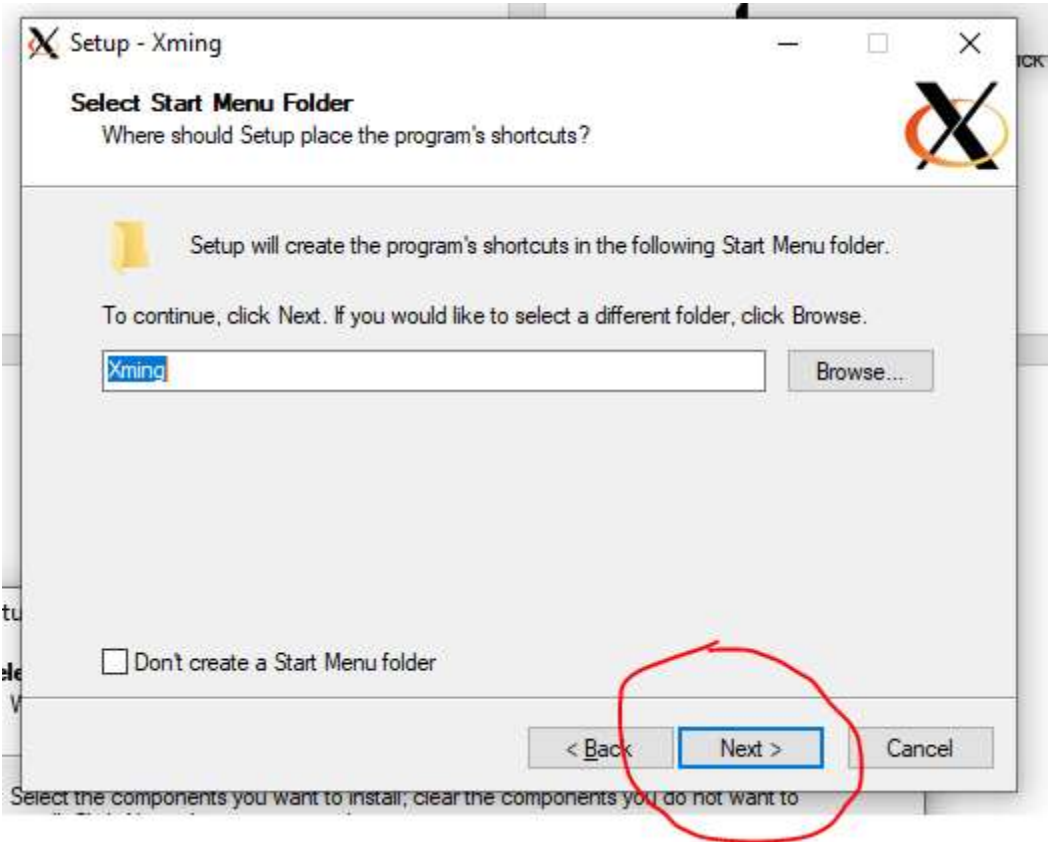 Setup - Xming
Select Start Menu Folder
Where should Setup place the program's shortcuts?
Setup will create the program's shortcuts in the following Start Menu folder.
To continue, click Next. If you would like to select a different folder, click Browse.
Xming
Browse...
Don't create a Start Menu folder
< Back
Next >
Cancel
Select the components you want to install; clear the components you do not want to